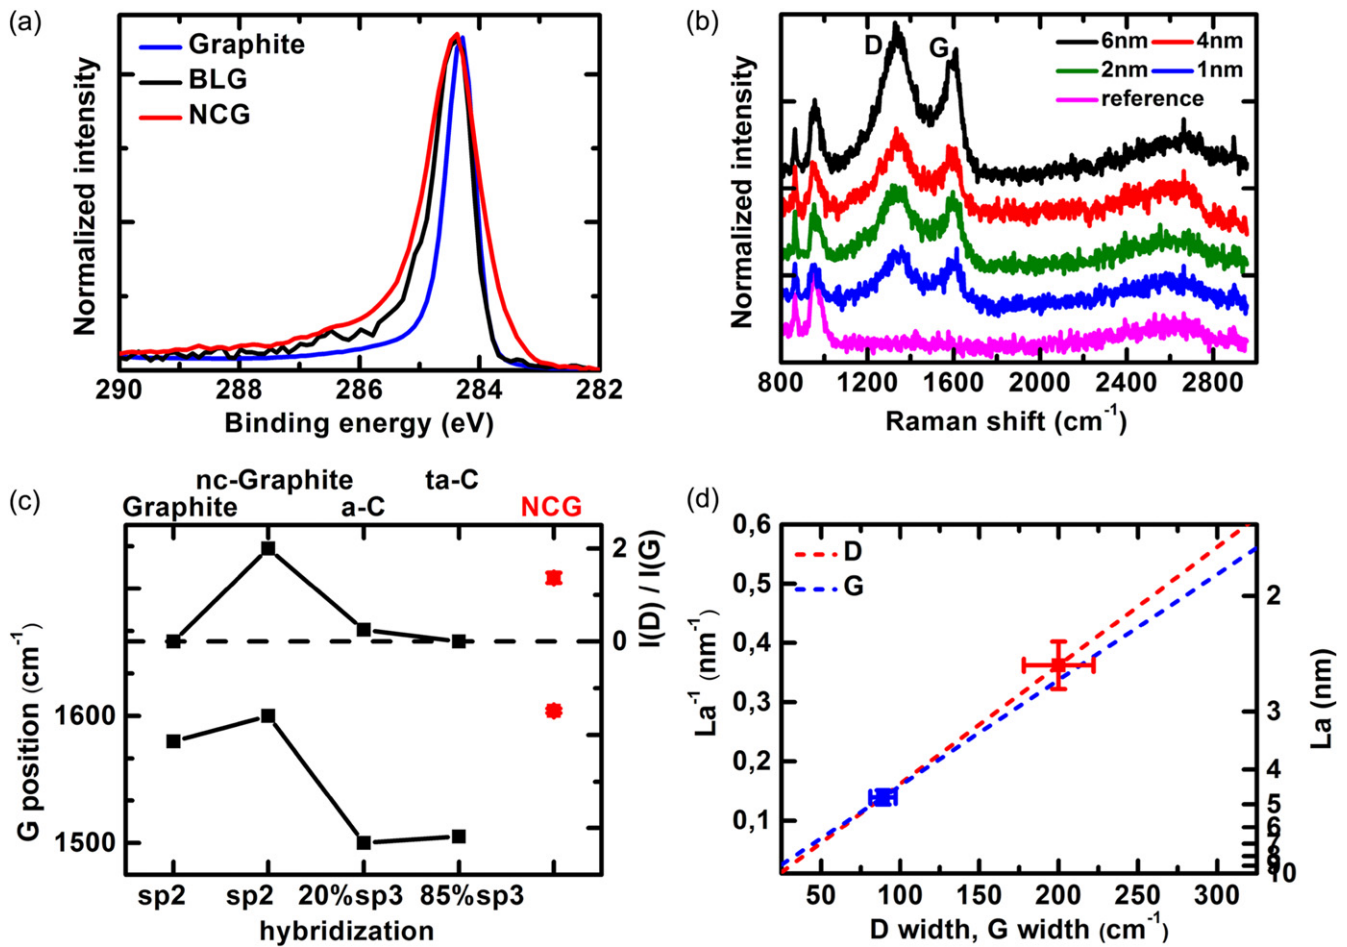 (a)
Graphite
BLG
NCG
Normalized intensity
290 288 286 284 282
Binding energy (eV)
(b)
D G
6nm 4nm
2nm 1nm
reference
Normalized intensity
800 1200 1600 2000 2400 2800
Raman shift (cm-1)
(c)
nc-Graphite ta-C
Graphite a-C NCG
2
0
I(D) / I(G)
1600
1500
G position (cm-1)
sp2 sp2 20%sp3 85%sp3
hybridization
(d)
D
G
0,6
0,5
0,4
0,3
0,2
0,1
La-1 (nm-1)
2
3
4
5
6
7
8
9
10
La (nm)
50 100 150 200 250 300
D width, G width (cm-1)